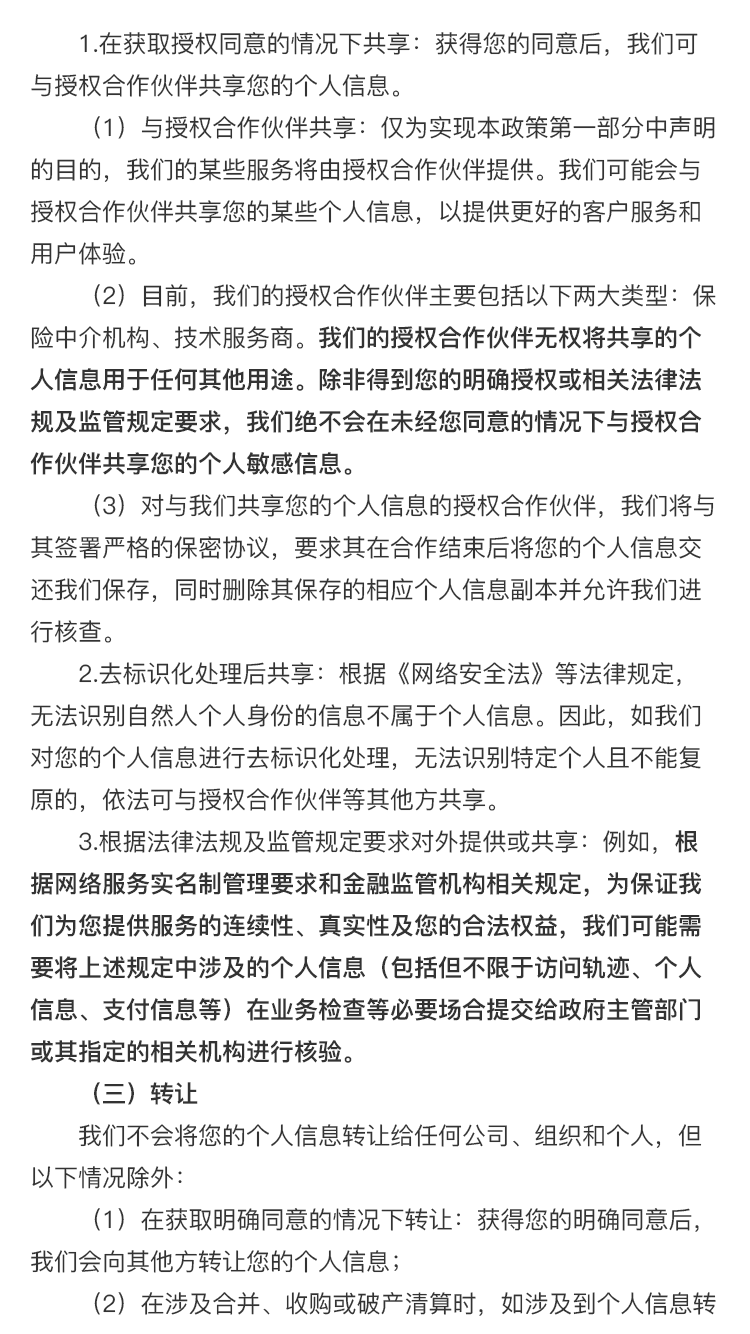 1.在获取授权同意的情况下共享：获得您的同意后，我们可
与授权合作伙伴共享您的个人信息。
（1）与授权合作伙伴共享：仅为实现本政策第一部分中声明
的目的，我们的某些服务将由授权合作伙伴提供。我们可能会与
授权合作伙伴共享您的某些个人信息，以提供更好的客户服务和
用户体验。
（2）目前，我们的授权合作伙伴主要包括以下两大类型：保
险中介机构、技术服务商。我们的授权合作伙伴无权将共享的个
人信息用于任何其他用途。除非得到您的明确授权或相关法律法
规及监管规定要求，我们绝不会在未经您同意的情况下与授权合
作伙伴共享您的个人敏感信息。
（3）对与我们共享您的个人信息的授权合作伙伴，我们将与
其签署严格的保密协议，要求其在合作结束后将您的个人信息交
还我们保存，同时删除其保存的相应个人信息副本并允许我们进
行核查。
2.去标识化处理后共享：根据《网络安全法》等法律规定，
无法识别自然人个人身份的信息不属于个人信息。因此，如我们
对您的个人信息进行去标识化处理，无法识别特定个人且不能复
原的，依法可与授权合作伙伴等其他方共享。
3.根据法律法规及监管规定要求对外提供或共享：例如，根
据网络服务实名制管理要求和金融监管机构相关规定，为保证我
们为您提供服务的连续性、真实性及您的合法权益，我们可能需
要将上述规定中涉及的个人信息（包括但不限于访问轨迹、个人
信息、支付信息等）在业务检查等必要场合提交给政府主管部门
或其指定的相关机构进行核验。
（三）转让
我们不会将您的个人信息转让给任何公司、组织和个人，但
以下情况除外：
（1）在获取明确同意的情况下转让：获得您的明确同意后，
我们会向其他方转让您的个人信息；
（2）在涉及合并、收购或破产清算时，如涉及到个人信息转